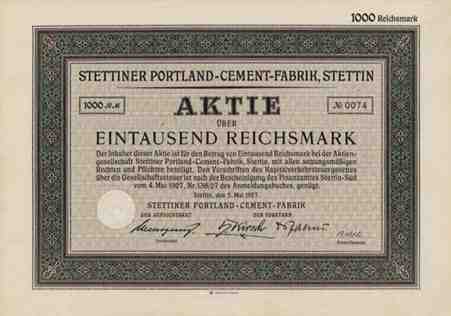 1000 Reichsmark
STETTINER PORTLAND-CEMENT-FABRIK, STETTIN
1000 R.M. AKTIE № 0074
ÜBER
EINTAUSEND REICHSMARK
Der Inhaber dieser Aktie ist für den Betrag von Eintausend Reichsmark bei der Aktien-
gesellschaft Stettiner Portland-Cement-Fabrik, Stettin, mit allen satzungsmäßigen
Rechten und Pflichten beteiligt. Den Vorschriften des Kapitalverkehrsteuergesetzes
über die Gesellschaftsteuer ist nach der Bescheinigung des Finanzamtes Stettin-Süd
vom 4. Mai 1927, Nr. des Anmeldungsbuches, genügt.
Stettin, den 5. Mai 1927.
STETTINER PORTLAND-CEMENT-FABRIK
DER AUFSICHTSRAT DER VORSTAND